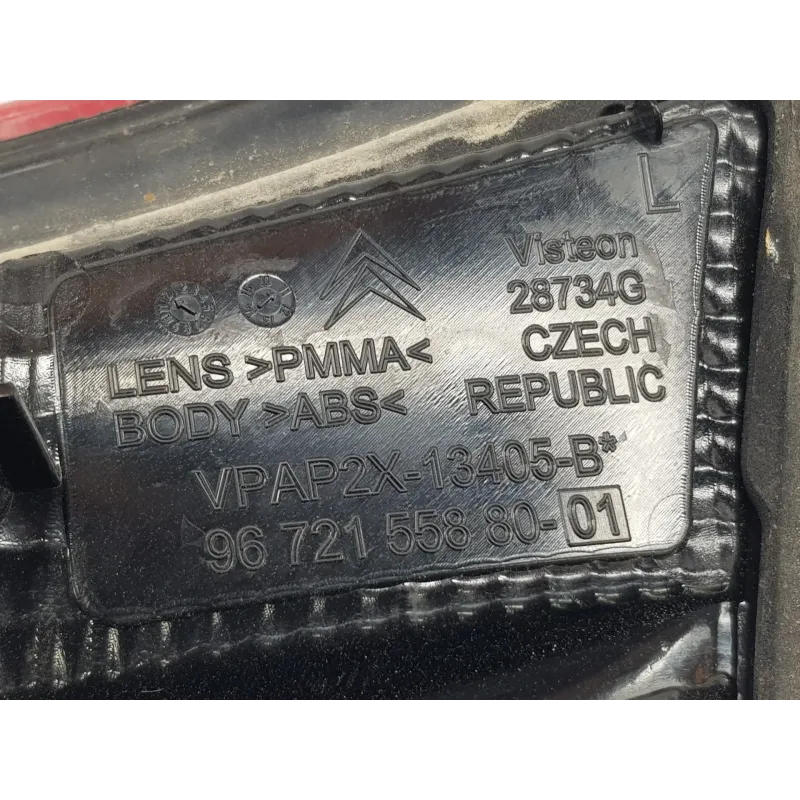 L
Visteon
28734G
CZECH
REPUBLIC
LENS >PMMA<
BODY >ABS<
VPAP2X-13405-B*
96 721 558 80-01